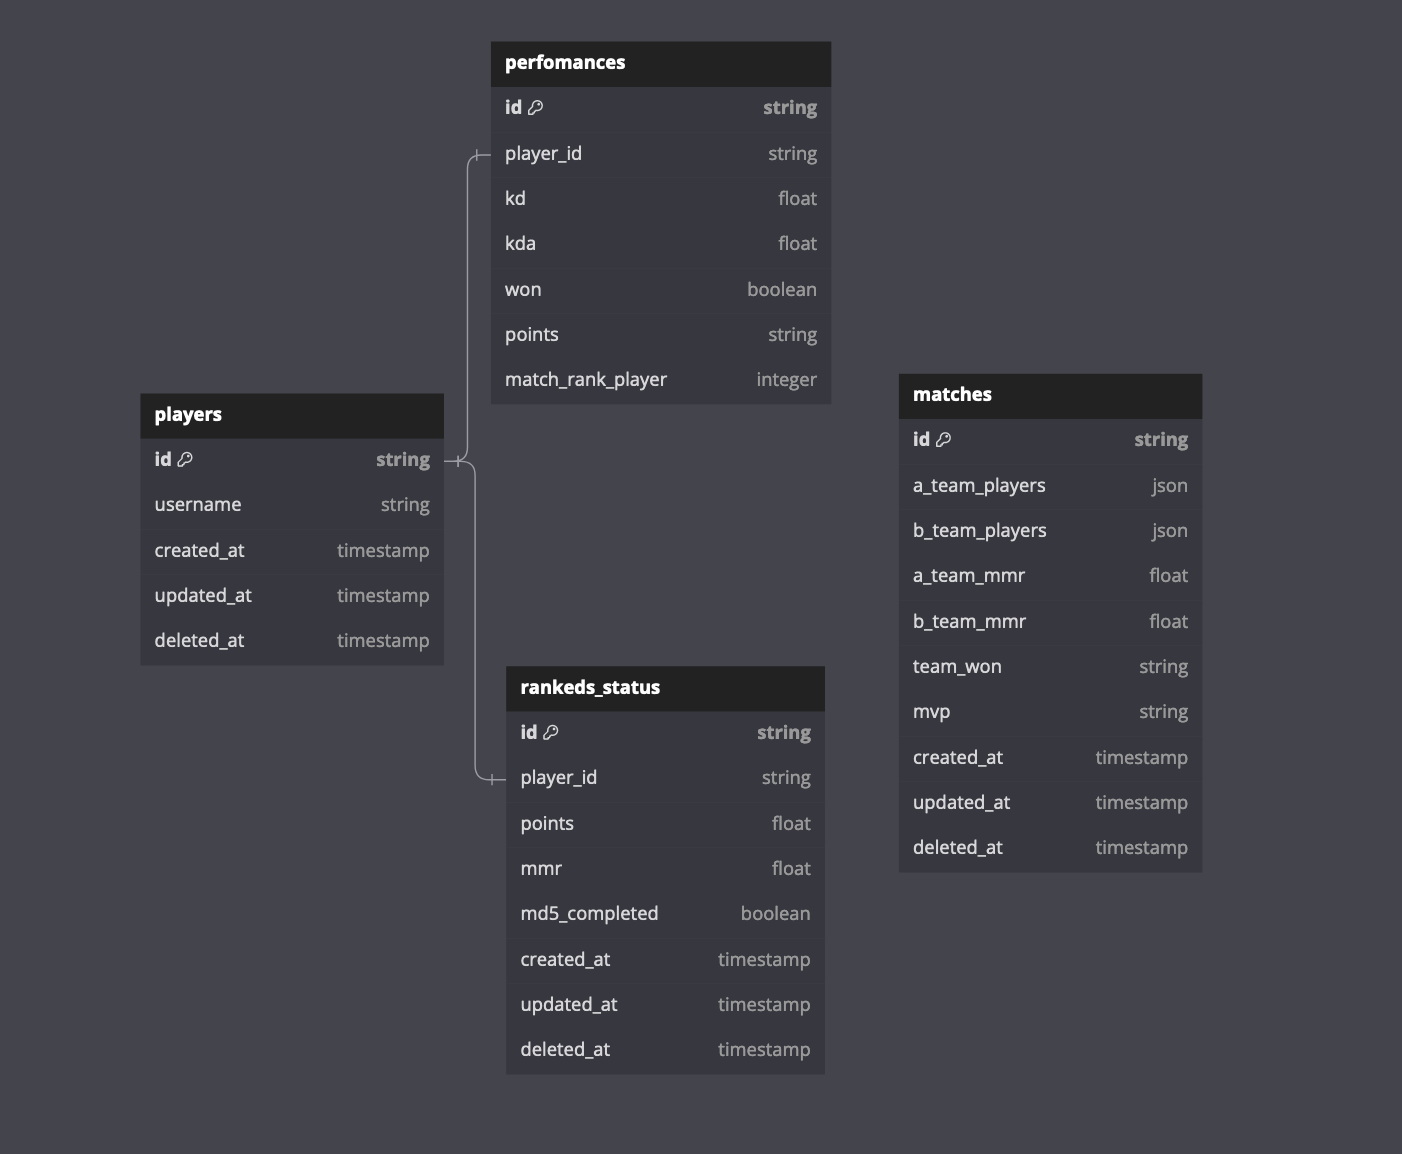 perfomances
id string
player_id string
kd float
kda float
won boolean
points string
match_rank_player integer
players
id string
username string
created_at timestamp
updated_at timestamp
deleted_at timestamp
rankeds_status
id string
player_id string
points float
mmr float
md5_completed boolean
created_at timestamp
updated_at timestamp
deleted_at timestamp
matches
id string
a_team_players json
b_team_players json
a_team_mmr float
b_team_mmr float
team_won string
mvp string
created_at timestamp
updated_at timestamp
deleted_at timestamp